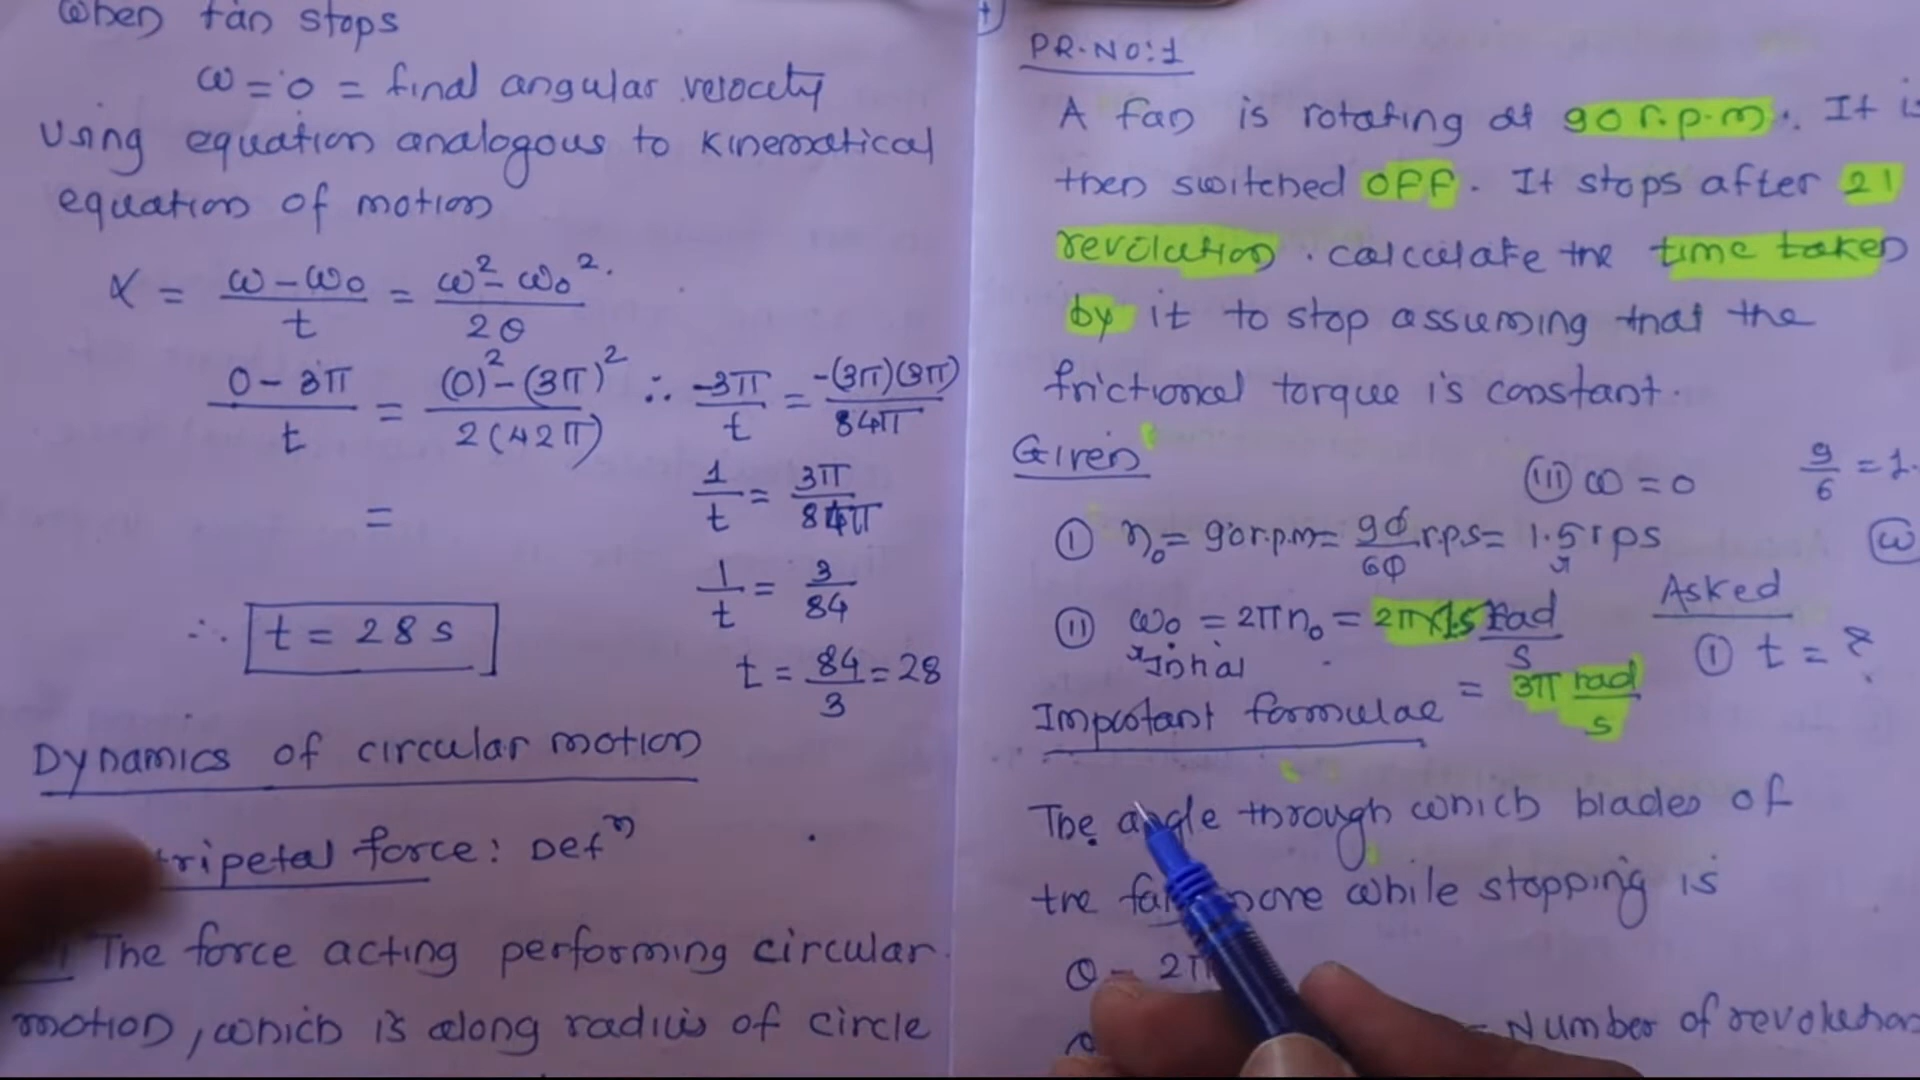 when fan stops
ω = 0 = final angular velocity
using equation analogous to kinematical
equation of motion
α = ω - ω₀ / t = ω² - ω₀² / 2θ
0 - 3π / t = (0)² - (3π)² / 2(42π) ∴ -3π / t = -(3π)(3π) / 84π
1/t = 3π / 84π
=
1/t = 3/84
∴ t = 28 s
t = 84/3 = 28
Dynamics of circular motion
tripetal force: Defⁿ
The force acting performing circular
motion, which is along radius of circle
PR.NO:1
A fan is rotating at 90 r.p.m. It is
then switched OFF. It stops after 21
revolution. calculate the time taken
by it to stop assuming that the
frictional torque is constant.
Given
(III) ω = 0
9/6 = 1.
(I) n₀ = 90 r.p.m = 90/60 r.p.s = 1.5 rps
ω
(II) ω₀ = 2πn₀ = 2π×1.5 rad/s
Initial
= 3π rad/s
Asked
(I) t = ?
Important formulae
The angle through which blades of
the fan move while stopping is
θ = 2π
Number of revolution